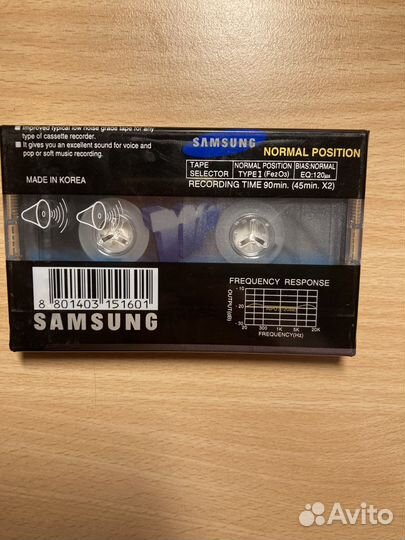 ■ Improved typical low noise grade tape for any
type of cassette recorder.
■ It gives you an excellent sound for voice and
pop or soft music recording.
MADE IN KOREA
SAMSUNG
NORMAL POSITION
TAPE SELECTOR NORMAL POSITION TYPE I (Fe2O3) BIAS:NORMAL EQ:120μs
RECORDING TIME 90min. (45min. X2)
8 801403 151601
SAMSUNG
FREQUENCY RESPONSE
OUTPUT(dB)
-10
-20
-30
20 300 1K 5K 20K
FREQUENCY(Hz)
Avito